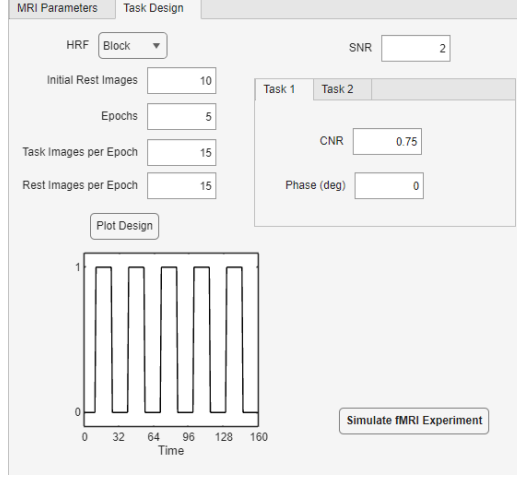 MRI Parameters Task Design
HRF Block
SNR 2
Initial Rest Images 10
Epochs 5
Task Images per Epoch 15
Rest Images per Epoch 15
Task 1 Task 2
CNR 0.75
Phase (deg) 0
Plot Design
1
0
0 32 64 96 128 160
Time
Simulate fMRI Experiment